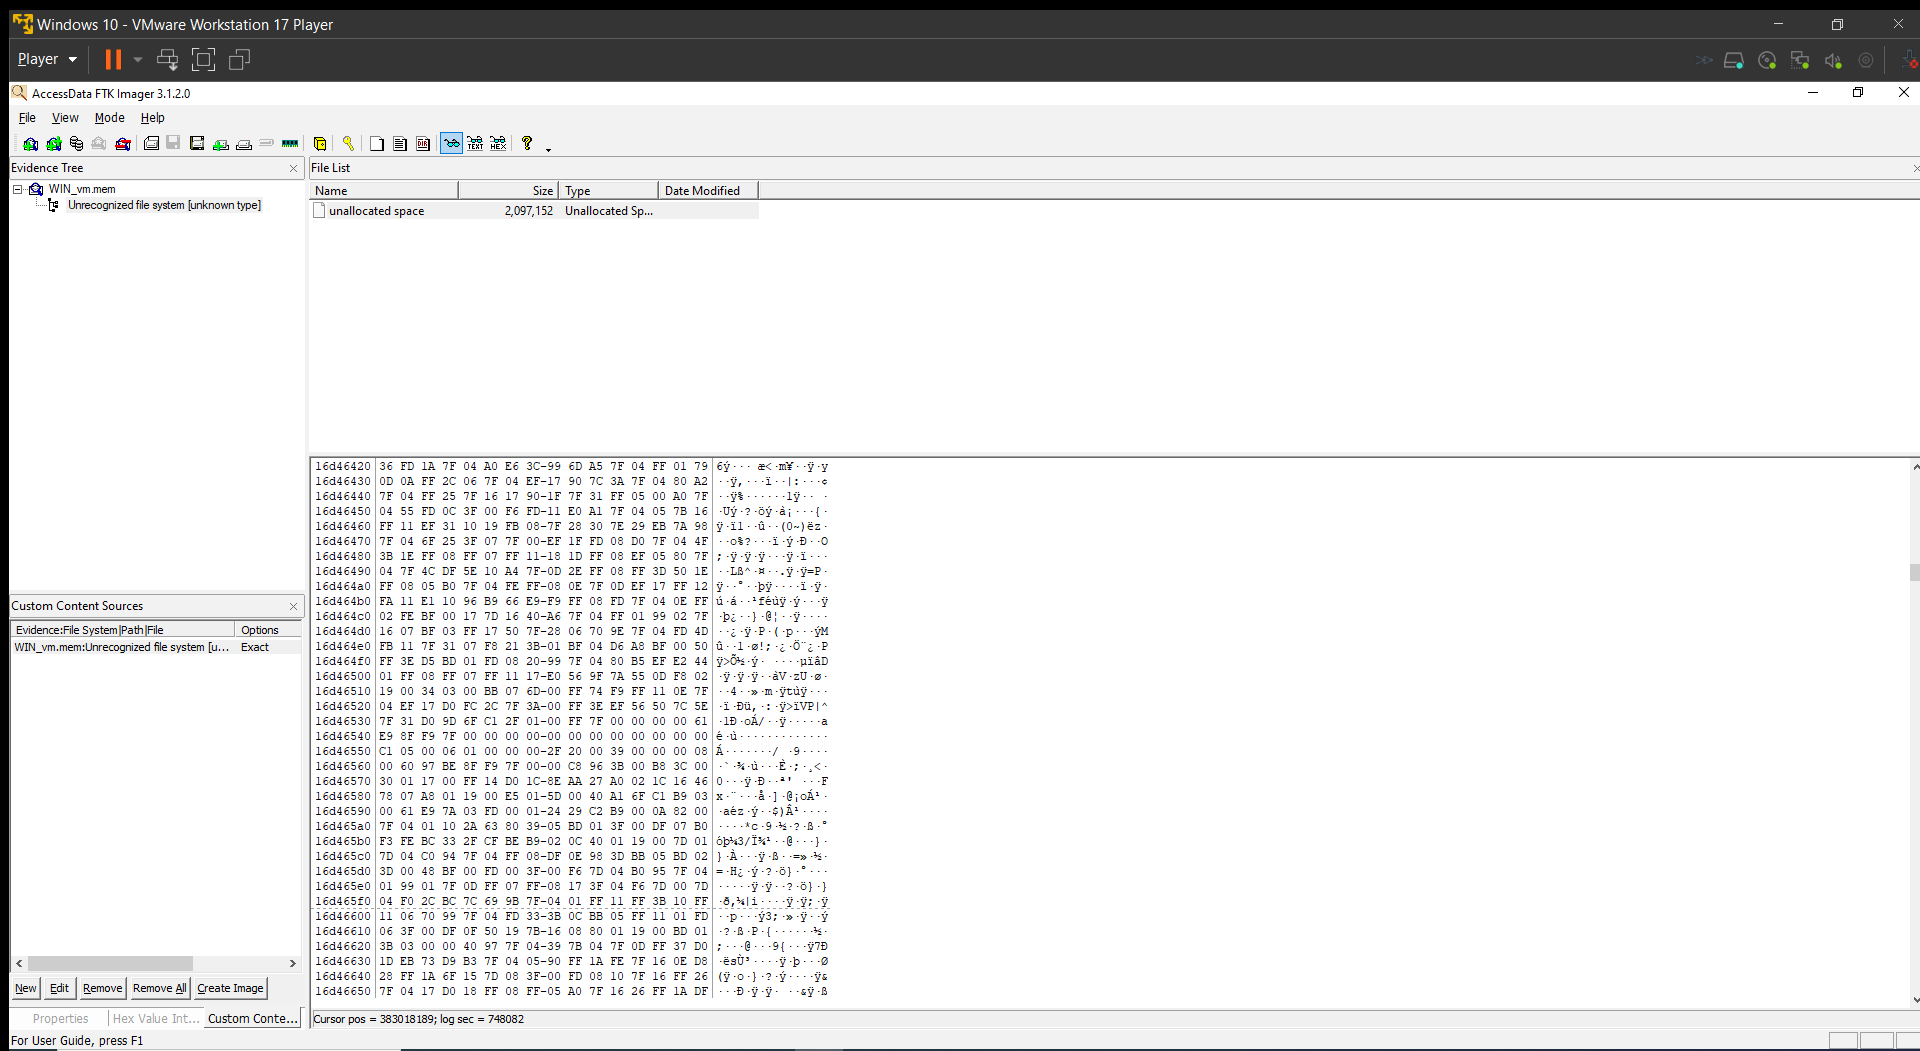 Windows 10 - VMware Workstation 17 Player
Player
AccessData FTK Imager 3.1.2.0
File View Mode Help
Evidence Tree
WIN_vm.mem
Unrecognized file system [unknown type]
File List
Name Size Type Date Modified
unallocated space 2,097,152 Unallocated Sp...
Custom Content Sources
Evidence:File System|Path|File Options
WIN_vm.mem:Unrecognized file system [u... Exact
New Edit Remove Remove All Create Image
Properties Hex Value Int... Custom Conte...
16d46420 36 FD 1A 7F 04 A0 E6 3C-99 6D A5 7F 04 FF 01 79
16d46430 0D 0A FF 2C 06 7F 04 EF-17 90 7C 3A 7F 04 80 A2
16d46440 7F 04 FF 25 7F 16 17 90-1F 7F 31 FF 05 00 A0 7F
16d46450 04 55 FD 0C 3F 00 F6 FD-11 E0 A1 7F 04 05 7B 16
16d46460 FF 11 EF 31 10 19 FB 08-7F 28 30 7E 29 EB 7A 98
16d46470 7F 04 6F 25 3F 07 7F 00-EF 1F FD 08 D0 7F 04 4F
16d46480 3B 1E FF 08 FF 07 FF 11-18 1D FF 08 EF 05 80 7F
16d46490 04 7F 4C DF 5E 10 A4 7F-0D 2E FF 08 FF 3D 50 1E
16d464a0 FF 08 05 B0 7F 04 FE FF-08 0E 7F 0D EF 17 FF 12
16d464b0 FA 11 E1 10 96 B9 66 E9-F9 FF 08 FD 7F 04 0E FF
16d464c0 02 FE BF 00 17 7D 16 40-A6 7F 04 FF 01 99 02 7F
16d464d0 16 07 BF 03 FF 17 50 7F-28 06 70 9E 7F 04 FD 4D
16d464e0 FB 11 7F 31 07 F8 21 3B-01 BF 04 D6 A8 BF 00 50
16d464f0 FF 3E D5 BD 01 FD 08 20-99 7F 04 80 B5 EF E2 44
16d46500 01 FF 08 FF 07 FF 11 17-E0 56 9F 7A 55 0D F8 02
16d46510 19 00 34 03 00 BB 07 6D-00 FF 74 F9 FF 11 0E 7F
16d46520 04 EF 17 D0 FC 2C 7F 3A-00 FF 3E EF 56 50 7C 5E
16d46530 7F 31 D0 9D 6F C1 2F 01-00 FF 7F 00 00 00 00 61
16d46540 E9 8F F9 7F 00 00 00 00-00 00 00 00 00 00 00 00
16d46550 C1 05 00 06 01 00 00 00-2F 20 00 39 00 00 00 08
16d46560 00 60 97 BE 8F F9 7F 00-00 C8 96 3B 00 B8 3C 00
16d46570 30 01 17 00 FF 14 D0 1C-8E AA 27 A0 02 1C 16 46
16d46580 78 07 A8 01 19 00 E5 01-5D 00 40 A1 6F C1 B9 03
16d46590 00 61 E9 7A 03 FD 00 01-24 29 C2 B9 00 0A 82 00
16d465a0 7F 04 01 10 2A 63 80 39-05 BD 01 3F 00 DF 07 B0
16d465b0 F3 FE BC 33 2F CF BE B9-02 0C 40 01 19 00 7D 01
16d465c0 7D 04 C0 94 7F 04 FF 08-DF 0E 98 3D BB 05 BD 02
16d465d0 3D 00 48 BF 00 FD 00 3F-00 F6 7D 04 B0 95 7F 04
16d465e0 01 99 01 7F 0D FF 07 FF-08 17 3F 04 F6 7D 00 7D
16d465f0 04 F0 2C BC 7C 69 9B 7F-04 01 FF 11 FF 3B 10 FF
16d46600 11 06 70 99 7F 04 FD 33-3B 0C BB 05 FF 11 01 FD
16d46610 06 3F 00 DF 0F 50 19 7B-16 08 80 01 19 00 BD 01
16d46620 3B 03 00 00 40 97 7F 04-39 7B 04 7F 0D FF 37 D0
16d46630 1D EB 73 D9 B3 7F 04 05-90 FF 1A FE 7F 16 0E D8
16d46640 28 FF 1A 6F 15 7D 08 3F-00 FD 08 10 7F 16 FF 26
16d46650 7F 04 17 D0 18 FF 08 FF-05 A0 7F 16 26 FF 1A DF
Cursor pos = 383018189; log sec = 748082
For User Guide, press F1